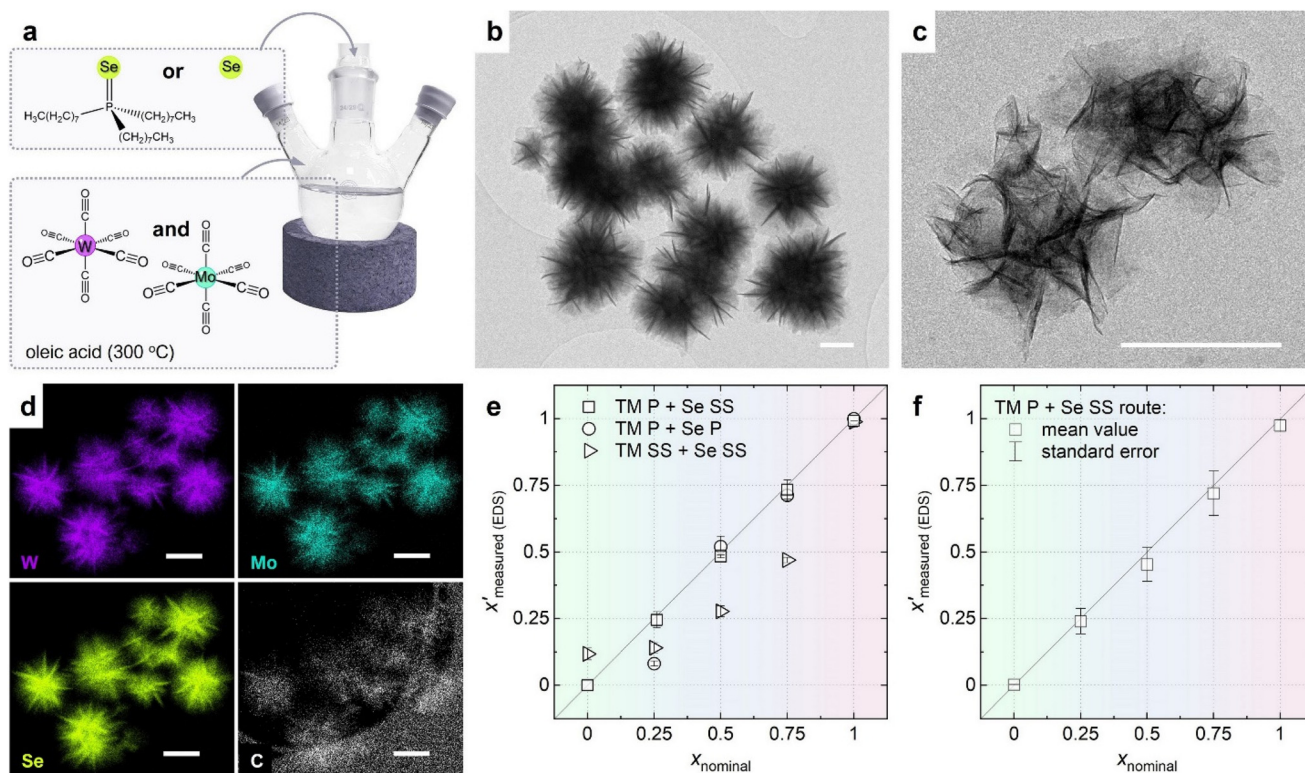 a
Se
or
Se
H₃C(H₂C)₇
P
(CH₂)₇CH₃
(CH₂)₇CH₃
O
C
O≡C
C≡O
O≡C
W
C≡O
O≡C
C≡O
C
O
and
O
C
O≡C
C≡O
Mo
O≡C
C≡O
C
O
oleic acid (300 °C)
b
c
d
W
Mo
Se
C
e
TM P + Se SS
TM P + Se P
TM SS + Se SS
x'measured (EDS)
1
0.75
0.5
0.25
0
0
0.25
0.50
0.75
1
xnominal
f
TM P + Se SS route:
mean value
standard error
x'measured (EDS)
1
0.75
0.5
0.25
0
0
0.25
0.50
0.75
1
xnominal